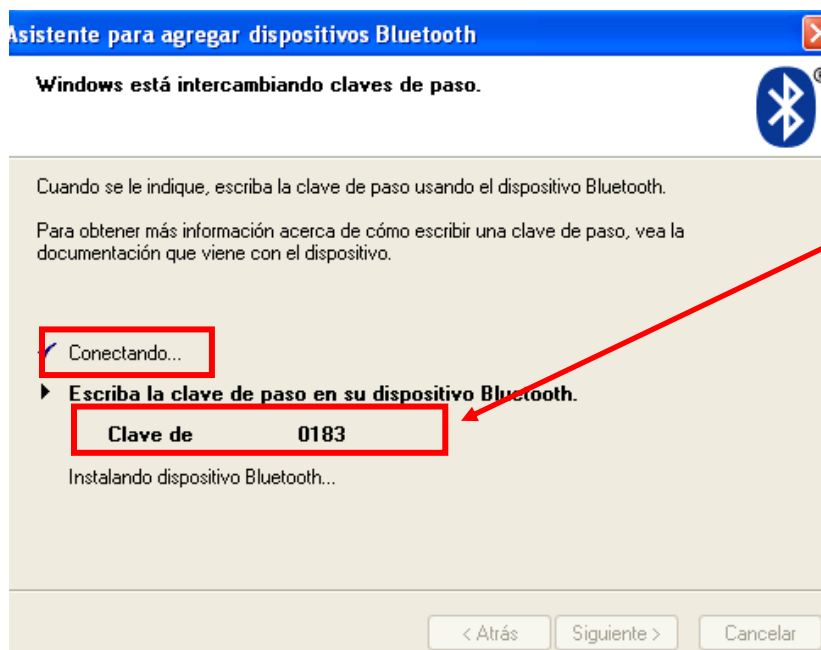 Asistente para agregar dispositivos Bluetooth
Windows está intercambiando claves de paso.
Cuando se le indique, escriba la clave de paso usando el dispositivo Bluetooth.
Para obtener más información acerca de cómo escribir una clave de paso, vea la
documentación que viene con el dispositivo.
Conectando...
Escriba la clave de paso en su dispositivo Bluetooth.
Clave de 0183
Instalando dispositivo Bluetooth...
< Atrás Siguiente > Cancelar